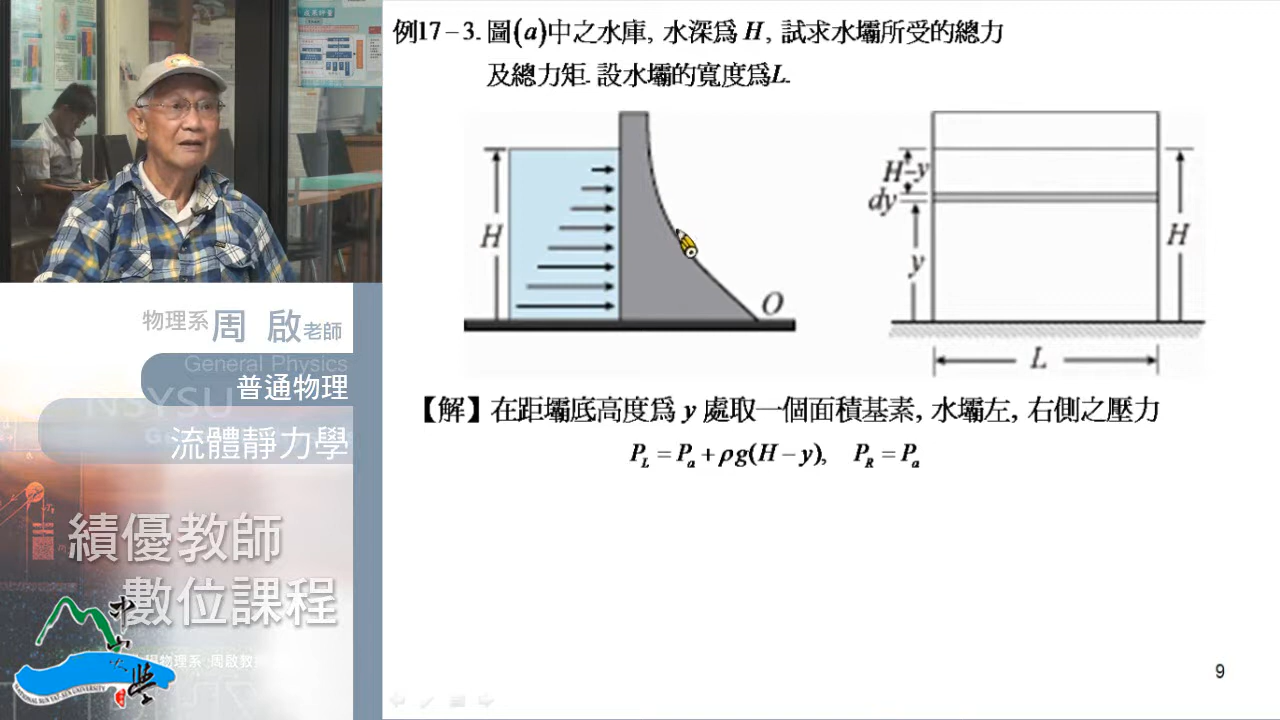 例17－3. 圖(a)中之水庫, 水深爲 H, 試求水壩所受的總力
及總力矩. 設水壩的寬度爲L.
H
O
H－y
dy
y
H
L
【解】在距壩底高度爲 y 處取一個面積基素, 水壩左, 右側之壓力
P_L = P_a + ρg(H－y),　P_R = P_a
9
物理系周 啟老師
General Physics
普通物理
NSYSU
流體靜力學
績優教師
數位課程